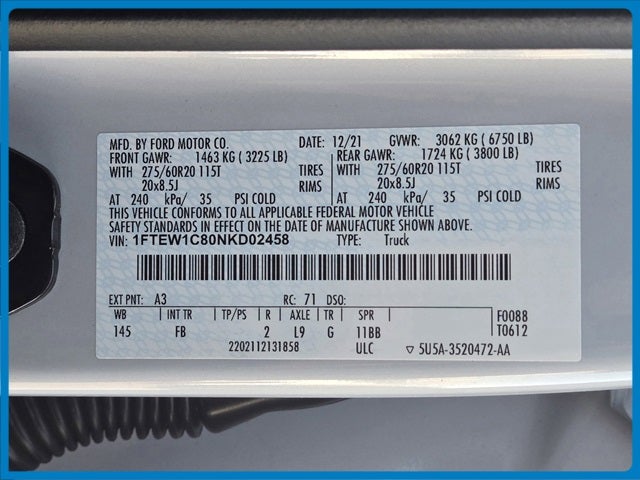 MFD. BY FORD MOTOR CO. DATE: 12/21 GVWR: 3062 KG ( 6750 LB)
FRONT GAWR: 1463 KG ( 3225 LB) REAR GAWR: 1724 KG ( 3800 LB)
WITH 275/60R20 115T TIRES WITH 275/60R20 115T TIRES
20x8.5J RIMS 20x8.5J RIMS
AT 240 kPa/ 35 PSI COLD AT 240 kPa/ 35 PSI COLD
THIS VEHICLE CONFORMS TO ALL APPLICABLE FEDERAL MOTOR VEHICLE
SAFETY STANDARDS IN EFFECT ON THE DATE OF MANUFACTURE SHOWN ABOVE.
VIN: 1FTEW1C80NKD02458 TYPE: Truck
EXT PNT: A3 RC: 71 DSO:
WB INT TR TP/PS R AXLE TR SPR F0088
145 FB 2 L9 G 11BB T0612
2202112131858 ULC ▽ 5U5A-3520472-AA